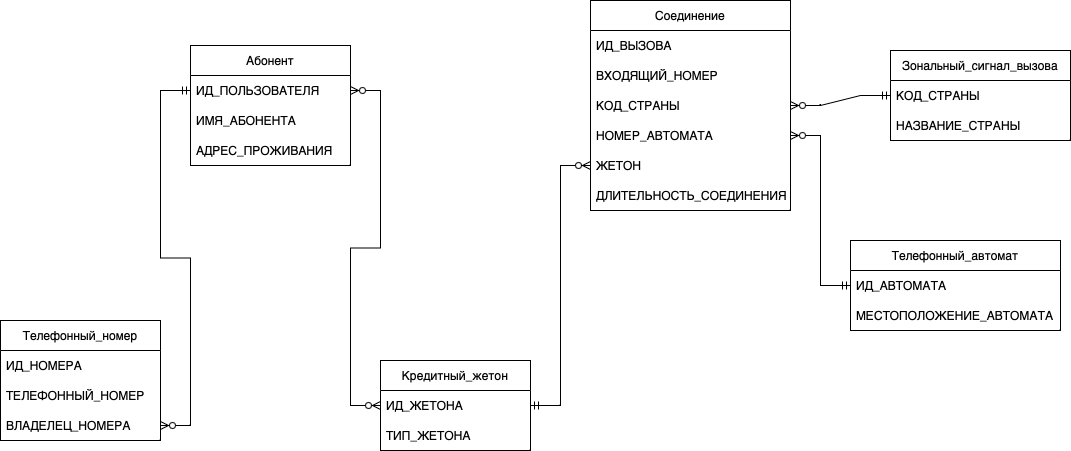 Соединение
ИД_ВЫЗОВА
ВХОДЯЩИЙ_НОМЕР
КОД_СТРАНЫ
НОМЕР_АВТОМАТА
ЖЕТОН
ДЛИТЕЛЬНОСТЬ_СОЕДИНЕНИЯ
Абонент
ИД_ПОЛЬЗОВАТЕЛЯ
ИМЯ_АБОНЕНТА
АДРЕС_ПРОЖИВАНИЯ
Зональный_сигнал_вызова
КОД_СТРАНЫ
НАЗВАНИЕ_СТРАНЫ
Телефонный_автомат
ИД_АВТОМАТА
МЕСТОПОЛОЖЕНИЕ_АВТОМАТА
Телефонный_номер
ИД_НОМЕРА
ТЕЛЕФОННЫЙ_НОМЕР
ВЛАДЕЛЕЦ_НОМЕРА
Кредитный_жетон
ИД_ЖЕТОНА
ТИП_ЖЕТОНА